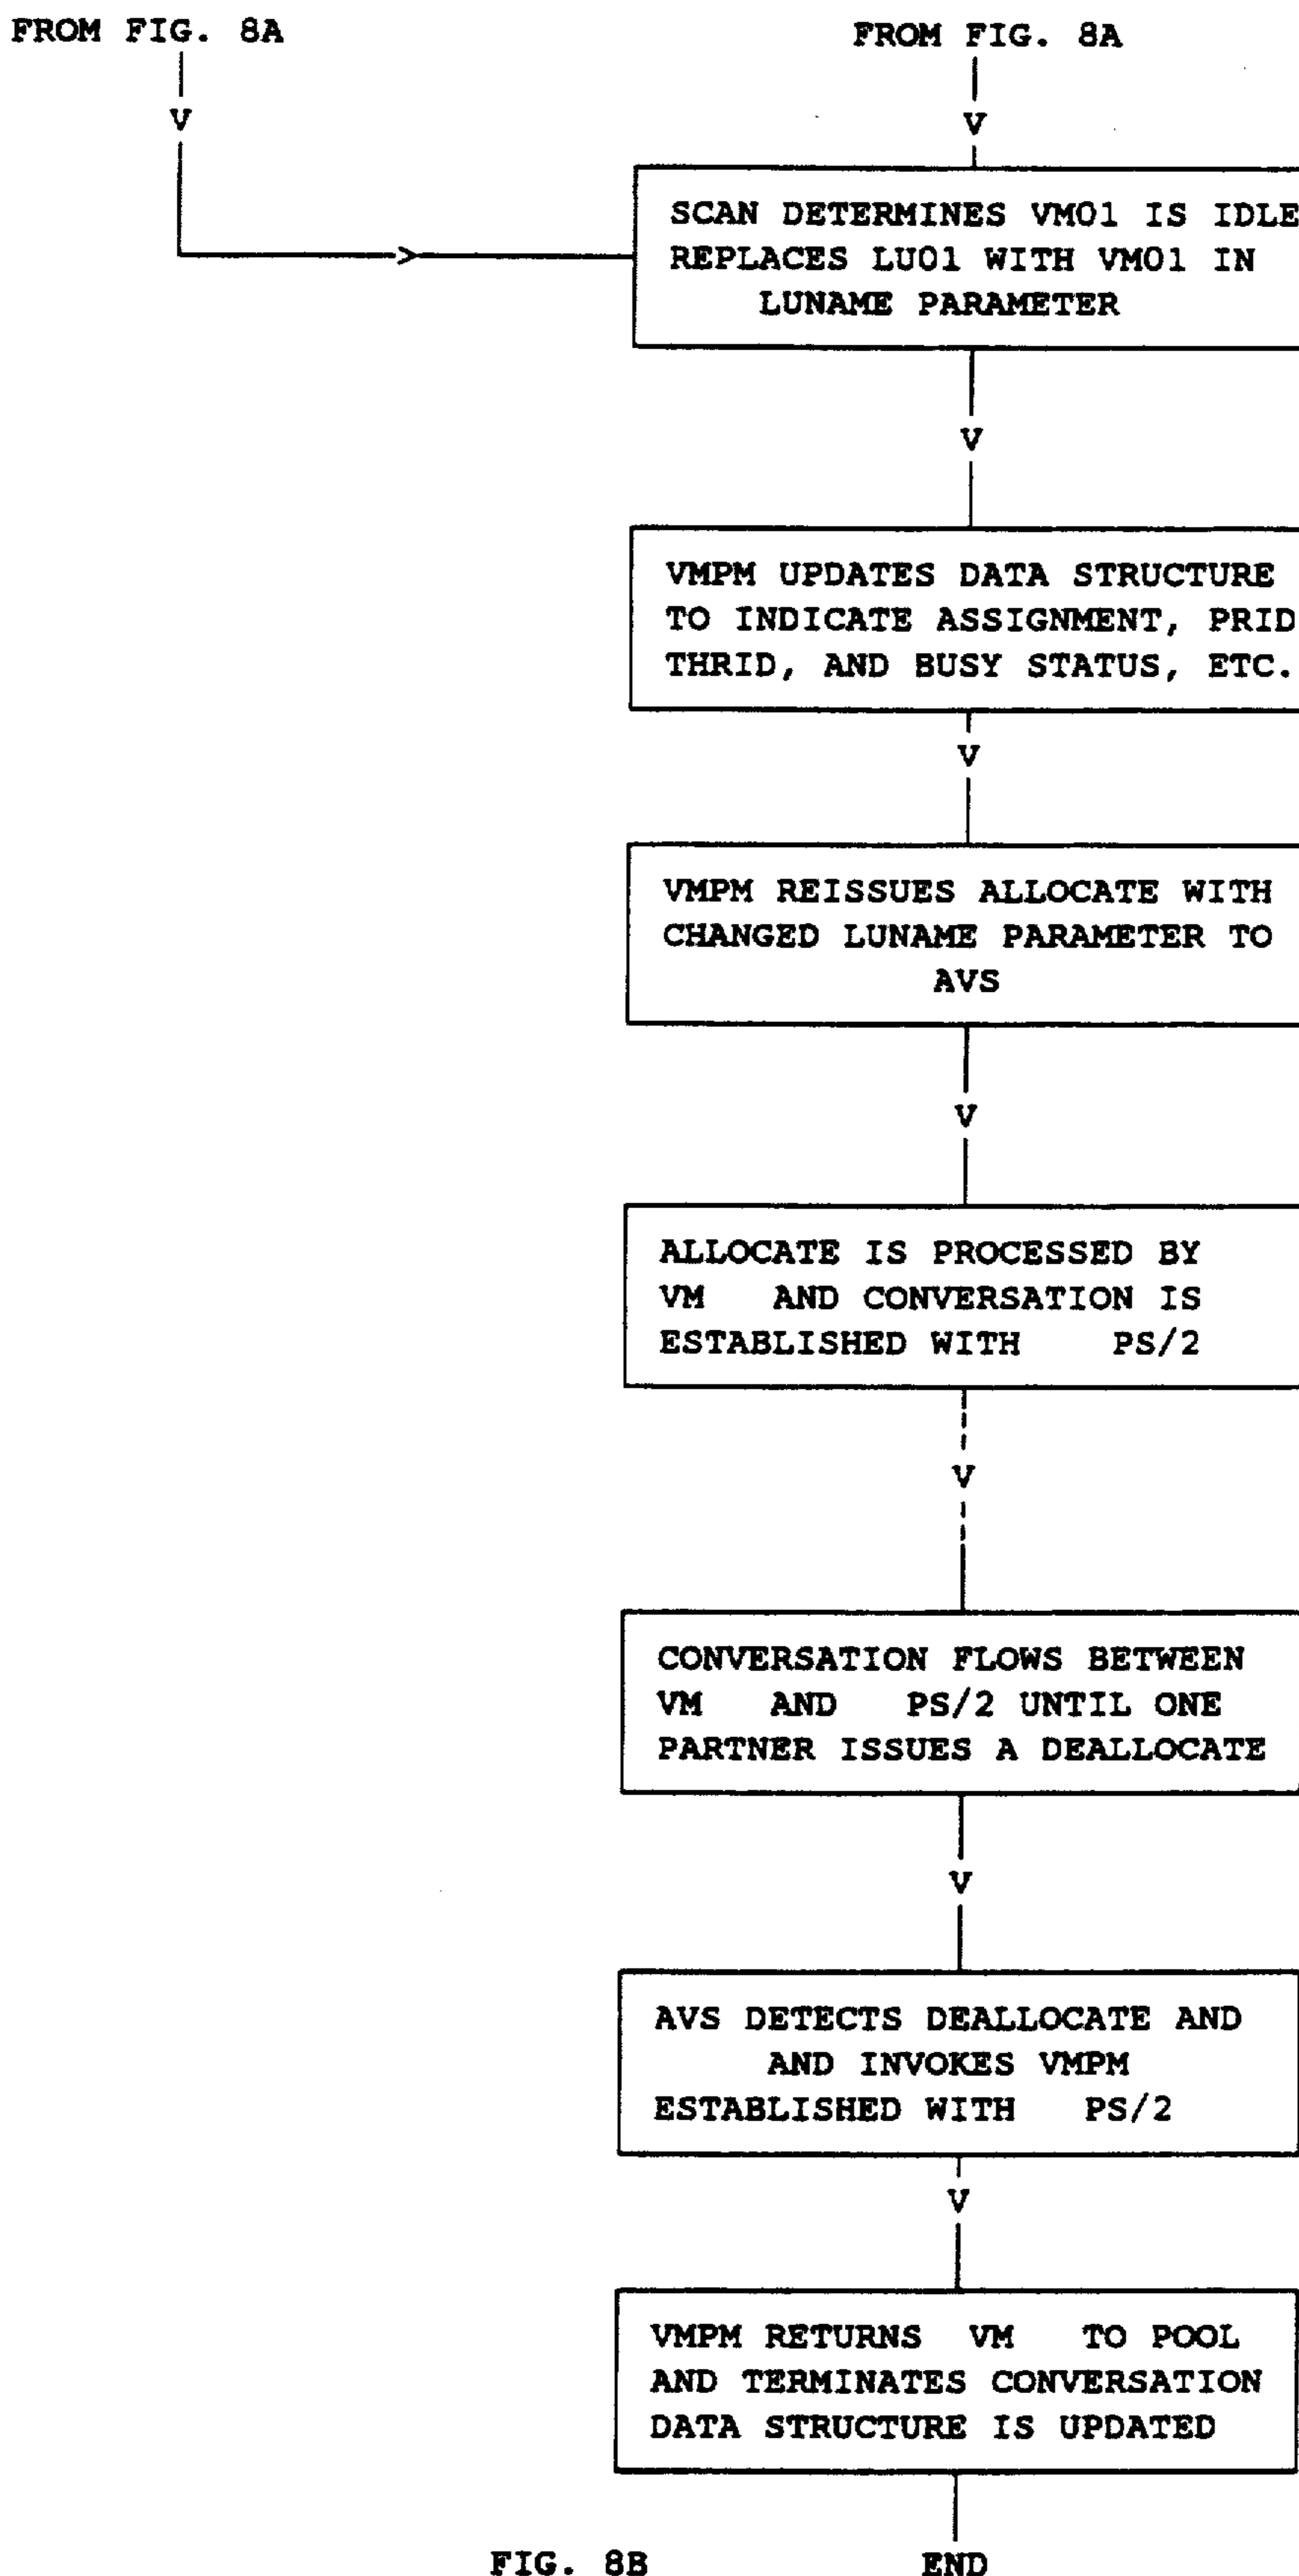 FROM FIG. 8A
FROM FIG. 8A
V
V
SCAN DETERMINES VM01 IS IDLE
REPLACES LU01 WITH VM01 IN
LUNAME PARAMETER
>
V
VMPM UPDATES DATA STRUCTURE
TO INDICATE ASSIGNMENT, PRID
THRID, AND BUSY STATUS, ETC.
V
VMPM REISSUES ALLOCATE WITH
CHANGED LUNAME PARAMETER TO
AVS
V
ALLOCATE IS PROCESSED BY
VM AND CONVERSATION IS
ESTABLISHED WITH PS/2
V
CONVERSATION FLOWS BETWEEN
VM AND PS/2 UNTIL ONE
PARTNER ISSUES A DEALLOCATE
V
AVS DETECTS DEALLOCATE AND
AND INVOKES VMPM
ESTABLISHED WITH PS/2
V
VMPM RETURNS VM TO POOL
AND TERMINATES CONVERSATION
DATA STRUCTURE IS UPDATED
FIG. 8B
END